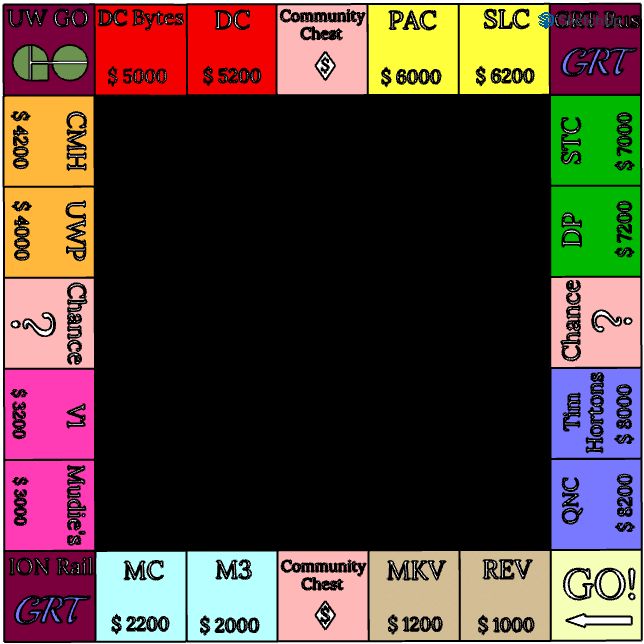 UW GO
GO
DC Bytes
$ 5000
DC
$ 5200
Community
Chest
$
PAC
$ 6000
SLC
$ 6200
GRT Bus
GRT
CMH
$ 4200
UWP
$ 4000
Chance
?
V1
$ 3200
Mudie's
$ 3000
STC
$ 7000
DP
$ 7200
Chance
?
Tim
Hortons
$ 8000
QNC
$ 8200
ION Rail
GRT
MC
$ 2200
M3
$ 2000
Community
Chest
$
MKV
$ 1200
REV
$ 1000
GO!